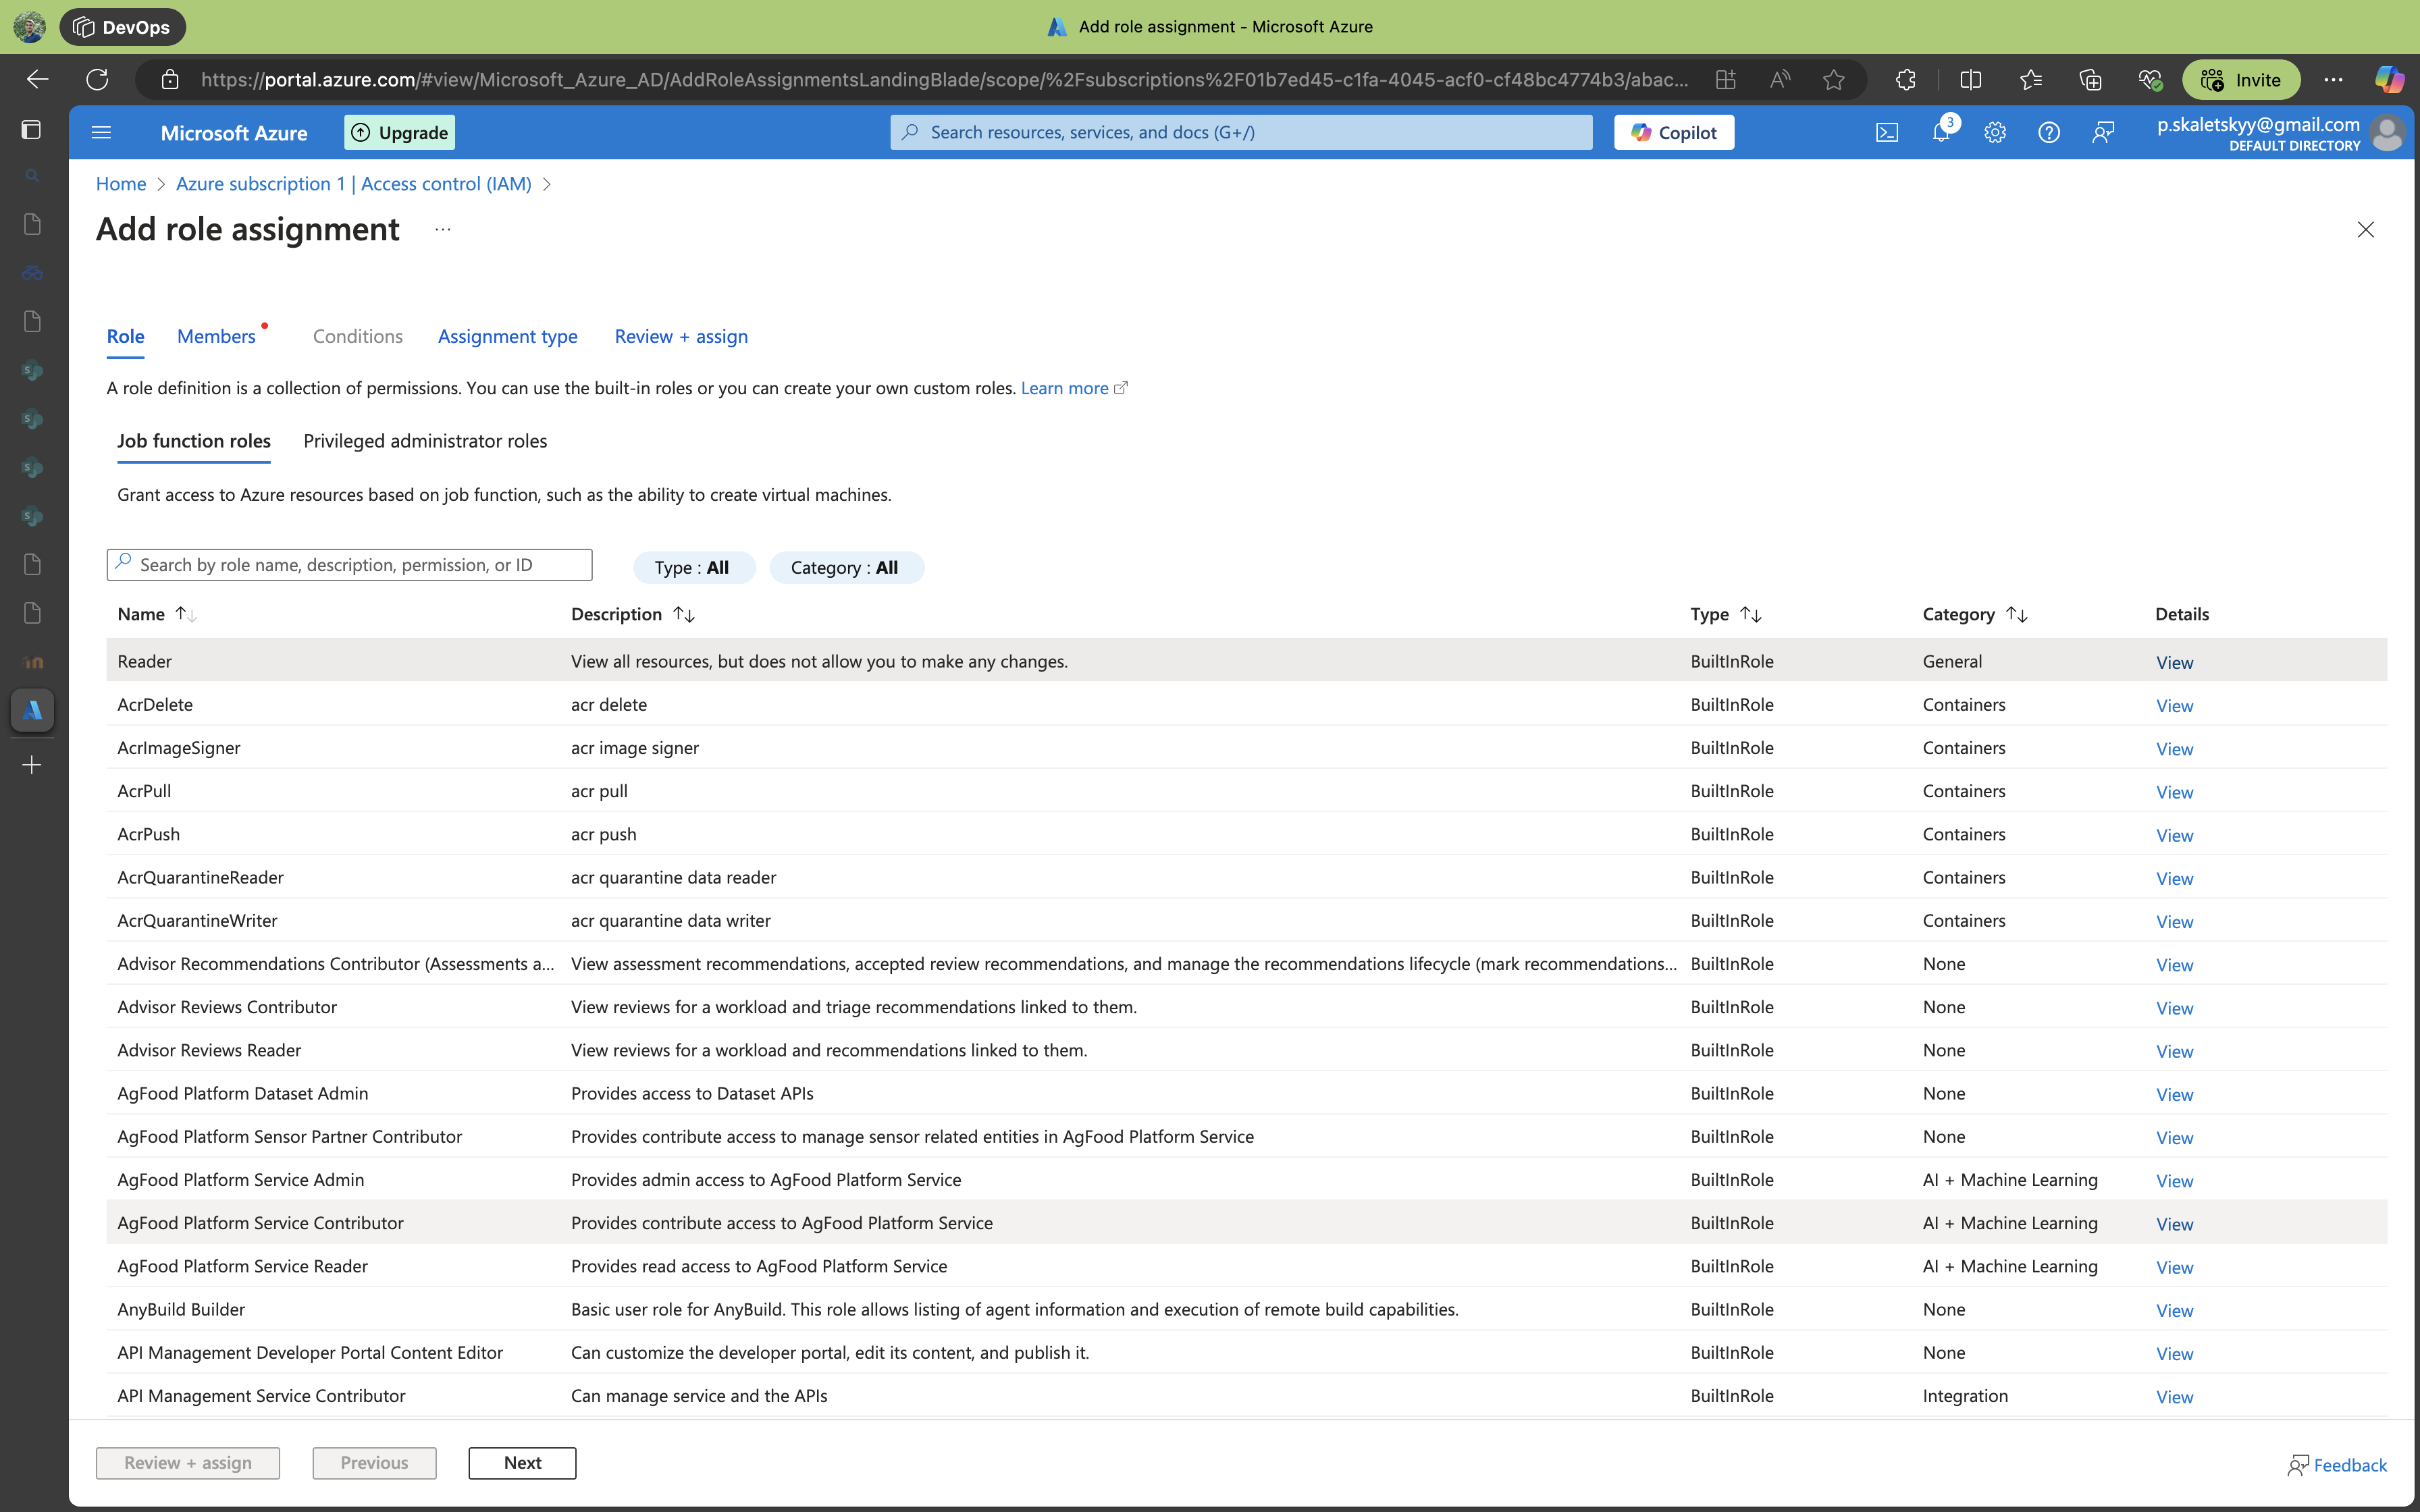 DevOps
Add role assignment - Microsoft Azure
https://portal.azure.com/#view/Microsoft_Azure_AD/AddRoleAssignmentsLandingBlade/scope/%2Fsubscriptions%2F01b7ed45-c1fa-4045-acf0-cf48bc4774b3/abac...
Invite
Microsoft Azure
Upgrade
Search resources, services, and docs (G+/)
Copilot
3
p.skaletskyy@gmail.com
DEFAULT DIRECTORY
Home > Azure subscription 1 | Access control (IAM) >
Add role assignment ...
Role Members Conditions Assignment type Review + assign
A role definition is a collection of permissions. You can use the built-in roles or you can create your own custom roles. Learn more
Job function roles Privileged administrator roles
Grant access to Azure resources based on job function, such as the ability to create virtual machines.
Search by role name, description, permission, or ID
Type : All Category : All
Name Description Type Category Details
Reader View all resources, but does not allow you to make any changes. BuiltInRole General View
AcrDelete acr delete BuiltInRole Containers View
AcrImageSigner acr image signer BuiltInRole Containers View
AcrPull acr pull BuiltInRole Containers View
AcrPush acr push BuiltInRole Containers View
AcrQuarantineReader acr quarantine data reader BuiltInRole Containers View
AcrQuarantineWriter acr quarantine data writer BuiltInRole Containers View
Advisor Recommendations Contributor (Assessments a... View assessment recommendations, accepted review recommendations, and manage the recommendations lifecycle (mark recommendations... BuiltInRole None View
Advisor Reviews Contributor View reviews for a workload and triage recommendations linked to them. BuiltInRole None View
Advisor Reviews Reader View reviews for a workload and recommendations linked to them. BuiltInRole None View
AgFood Platform Dataset Admin Provides access to Dataset APIs BuiltInRole None View
AgFood Platform Sensor Partner Contributor Provides contribute access to manage sensor related entities in AgFood Platform Service BuiltInRole None View
AgFood Platform Service Admin Provides admin access to AgFood Platform Service BuiltInRole AI + Machine Learning View
AgFood Platform Service Contributor Provides contribute access to AgFood Platform Service BuiltInRole AI + Machine Learning View
AgFood Platform Service Reader Provides read access to AgFood Platform Service BuiltInRole AI + Machine Learning View
AnyBuild Builder Basic user role for AnyBuild. This role allows listing of agent information and execution of remote build capabilities. BuiltInRole None View
API Management Developer Portal Content Editor Can customize the developer portal, edit its content, and publish it. BuiltInRole None View
API Management Service Contributor Can manage service and the APIs BuiltInRole Integration View
Review + assign Previous Next Feedback